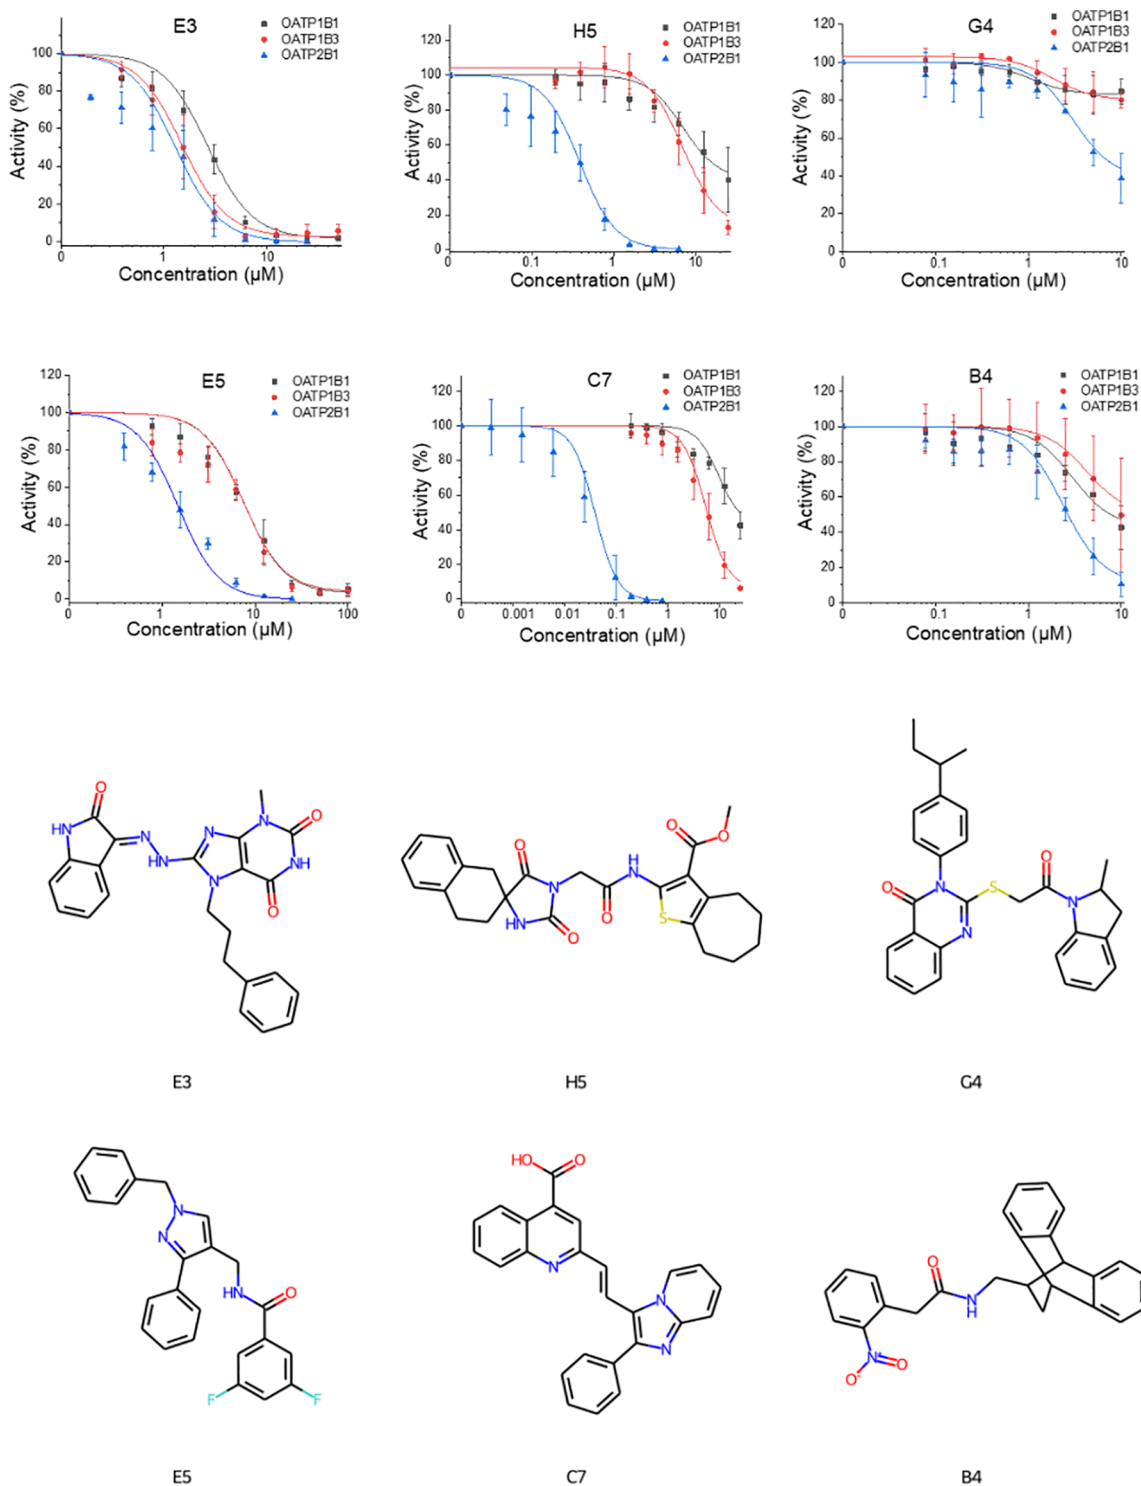 E3
OATP1B1
OATP1B3
OATP2B1
Activity (%)
100
80
60
40
20
0
0 1 10
Concentration (µM)
H5
OATP1B1
OATP1B3
OATP2B1
Activity (%)
120
100
80
60
40
20
0
0 0.1 1 10
Concentration (µM)
G4
OATP1B1
OATP1B3
OATP2B1
Activity (%)
120
100
80
60
40
20
0
0 0.1 1 10
Concentration (µM)
E5
OATP1B1
OATP1B3
OATP2B1
Activity (%)
120
100
80
60
40
20
0
0 1 10 100
Concentration (µM)
C7
OATP1B1
OATP1B3
OATP2B1
Activity (%)
120
100
80
60
40
20
0
0 0.001 0.01 0.1 1 10
Concentration (µM)
B4
OATP1B1
OATP1B3
OATP2B1
Activity (%)
120
100
80
60
40
20
0
0 0.1 1 10
Concentration (µM)
O
HN
N
HN
N
N
N
O
NH
O
E3
O
N
HN
O
O
H
N
S
O
O
H5
O
N
N
S
O
N
G4
N
N
HN
O
F
F
E5
HO
O
N
N
N
C7
O
N
H
N+
O-
O
B4